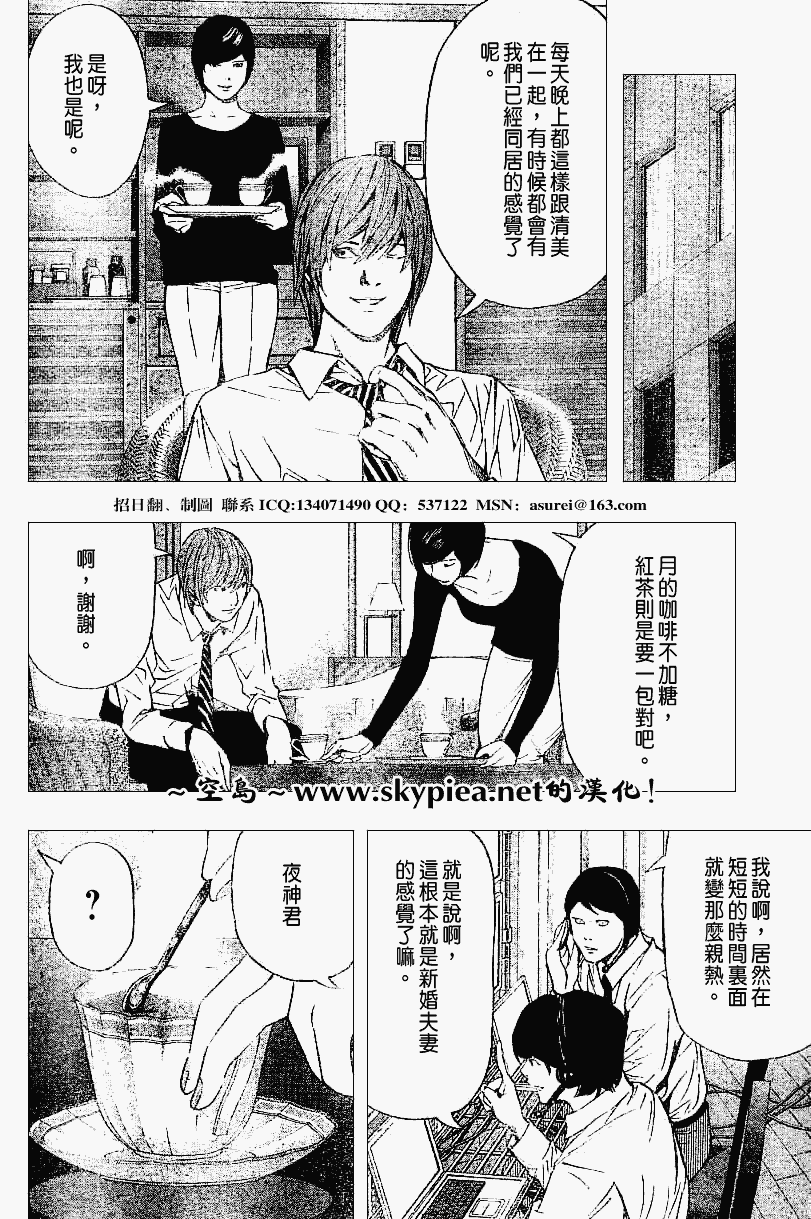 每天晚上都這樣跟清美
在一起，有時候都會有
我們已經同居的感覺了
呢。
是呀，
我也是呢。
招日翻、制圖 聯系 ICQ:134071490 QQ：537122 MSN：asurei@163.com
月的咖啡不加糖，
紅茶則是要一包對吧。
啊，謝謝。
～空島～www.skypiea.net的漢化!
我說啊，居然在
短短的時間裏面
就變那麼親熱。
就是說啊，
這根本就是新婚夫妻
的感覺了嘛。
夜神君
？